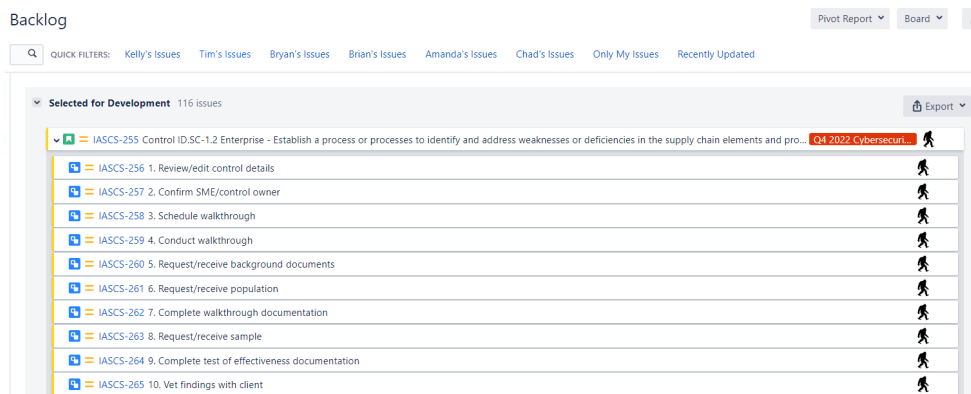 Backlog
Pivot Report
Board
QUICK FILTERS: Kelly's Issues Tim's Issues Bryan's Issues Brian's Issues Amanda's Issues Chad's Issues Only My Issues Recently Updated
Selected for Development 116 issues
Export
IASCS-255 Control ID.SC-1.2 Enterprise - Establish a process or processes to identify and address weaknesses or deficiencies in the supply chain elements and pro... Q4 2022 Cybersecuri...
IASCS-256 1. Review/edit control details
IASCS-257 2. Confirm SME/control owner
IASCS-258 3. Schedule walkthrough
IASCS-259 4. Conduct walkthrough
IASCS-260 5. Request/receive background documents
IASCS-261 6. Request/receive population
IASCS-262 7. Complete walkthrough documentation
IASCS-263 8. Request/receive sample
IASCS-264 9. Complete test of effectiveness documentation
IASCS-265 10. Vet findings with client